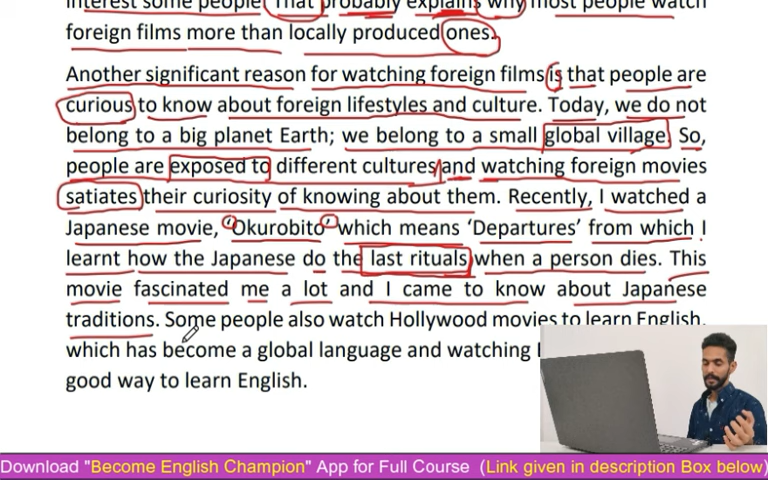 interest some people. That probably explains why most people watch
foreign films more than locally produced ones.
Another significant reason for watching foreign films is that people are
curious to know about foreign lifestyles and culture. Today, we do not
belong to a big planet Earth; we belong to a small global village. So,
people are exposed to different cultures and watching foreign movies
satiates their curiosity of knowing about them. Recently, I watched a
Japanese movie, ‘Okurobito’ which means ‘Departures’ from which I
learnt how the Japanese do the last rituals when a person dies. This
movie fascinated me a lot and I came to know about Japanese
traditions. Some people also watch Hollywood movies to learn English,
which has become a global language and watching
good way to learn English.
Download "Become English Champion" App for Full Course (Link given in description Box below)